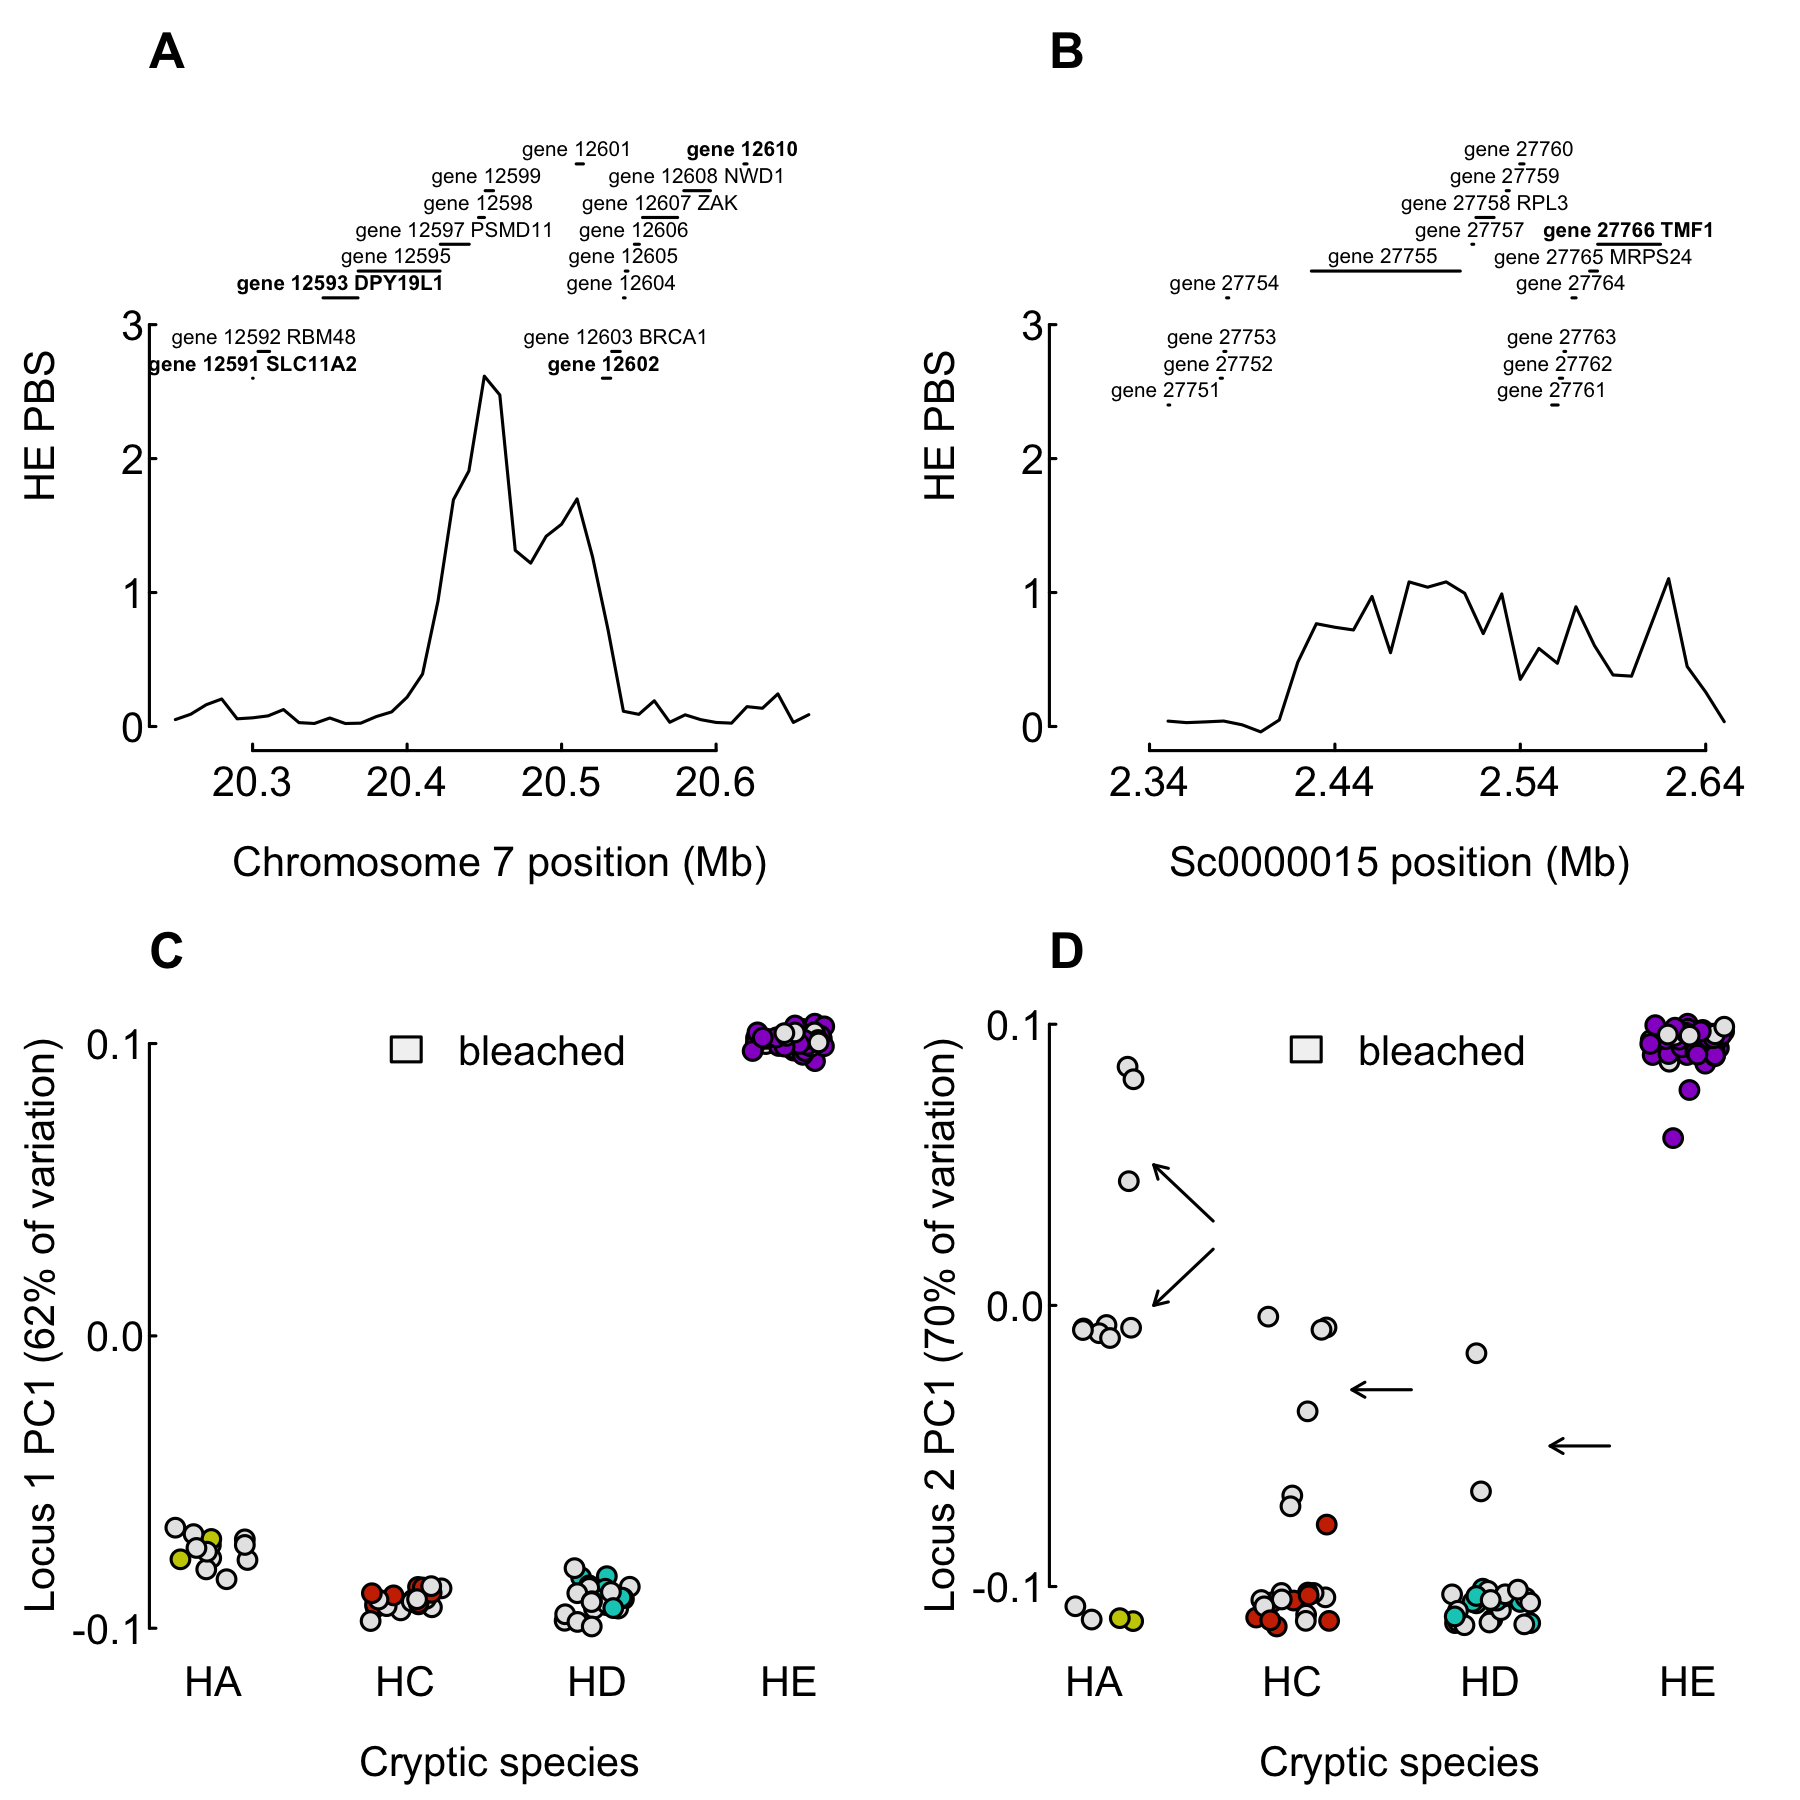 A
gene 12601
gene 12610
gene 12599
gene 12608 NWD1
gene 12598
gene 12607 ZAK
gene 12597 PSMD11
gene 12606
gene 12595
gene 12605
gene 12593 DPY19L1
gene 12604
gene 12592 RBM48
gene 12603 BRCA1
gene 12591 SLC11A2
gene 12602
HE PBS
3
2
1
0
20.3 20.4 20.5 20.6
Chromosome 7 position (Mb)
B
gene 27760
gene 27759
gene 27758 RPL3
gene 27757
gene 27766 TMF1
gene 27755
gene 27765 MRPS24
gene 27754
gene 27764
gene 27753
gene 27763
gene 27752
gene 27762
gene 27751
gene 27761
HE PBS
3
2
1
0
2.34 2.44 2.54 2.64
Sc0000015 position (Mb)
C
Locus 1 PC1 (62% of variation)
0.1
0.0
-0.1
bleached
HA HC HD HE
Cryptic species
D
Locus 2 PC1 (70% of variation)
0.1
0.0
-0.1
bleached
HA HC HD HE
Cryptic species